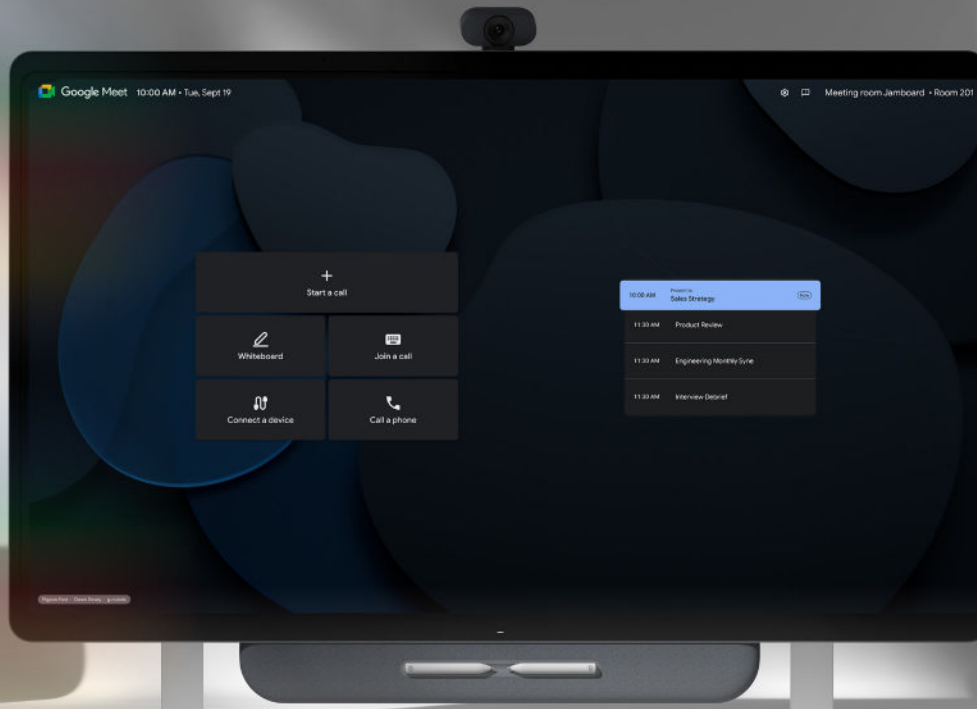 Google Meet 10:00 AM • Tue, Sept 19
Meeting room Jamboard • Room 201
Start a call
Whiteboard
Join a call
Connect a device
Call a phone
10:00 AM Sales Strategy
11:30 AM Product Review
11:30 AM Engineering Monthly Sync
11:30 AM Interview Debrief